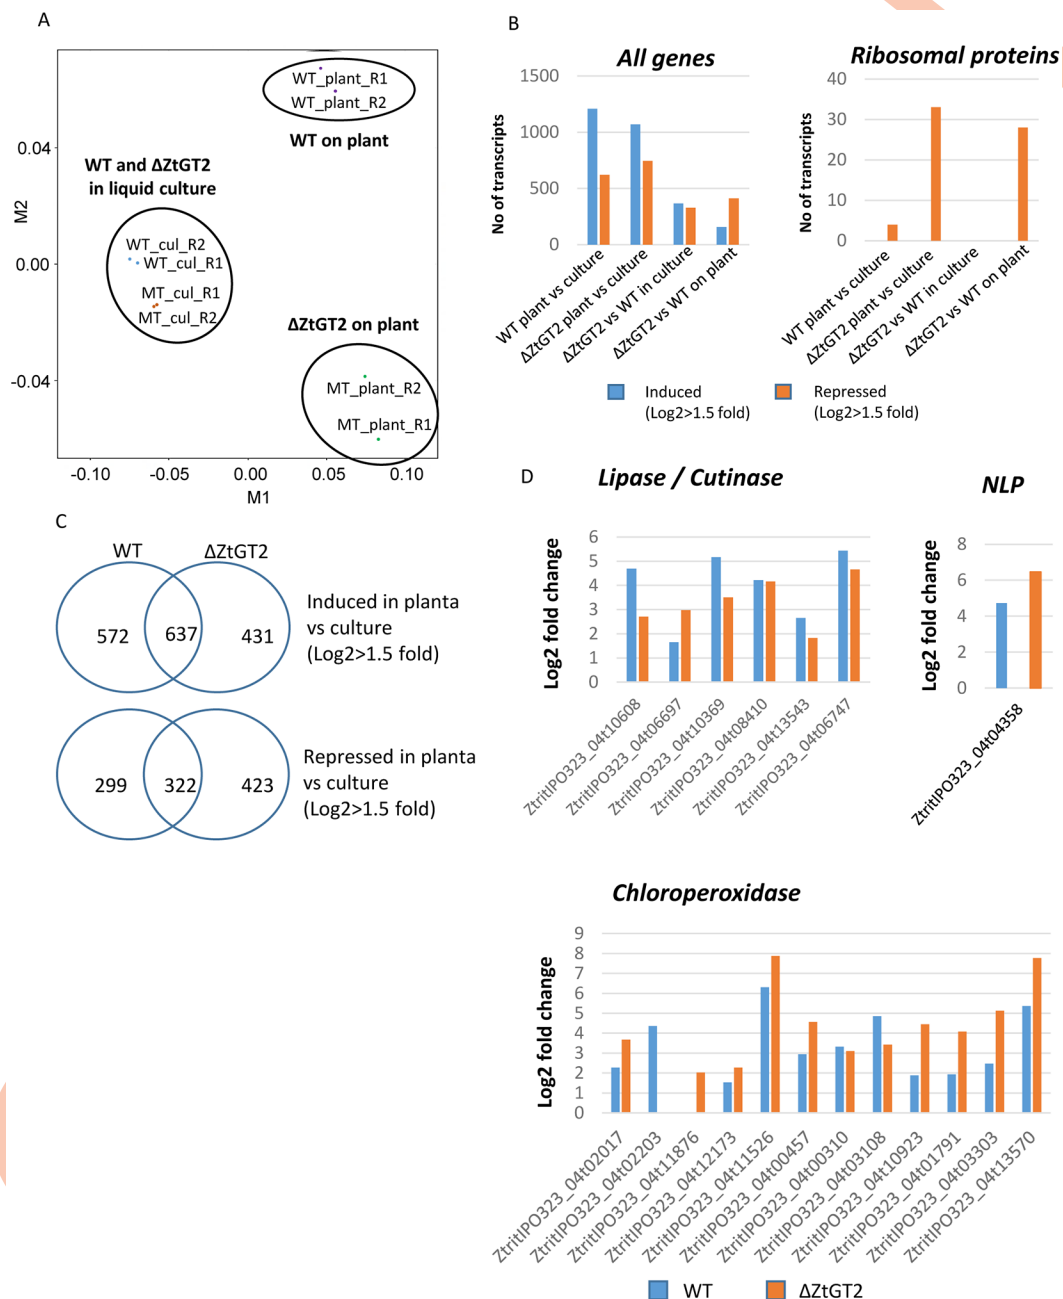 A
WT_plant_R1
WT_plant_R2
WT on plant
WT and ΔZtGT2
in liquid culture
WT_cul_R2
WT_cul_R1
MT_cul_R1
MT_cul_R2
ΔZtGT2 on plant
MT_plant_R2
MT_plant_R1
M2
0.04
0.00
-0.04
-0.10
-0.05
0.00
0.05
0.10
M1
B
All genes
No of transcripts
1500
1000
500
0
WT plant vs culture
ΔZtGT2 plant vs culture
ΔZtGT2 vs WT in culture
ΔZtGT2 vs WT on plant
Ribosomal proteins
No of transcripts
40
30
20
10
0
WT plant vs culture
ΔZtGT2 plant vs culture
ΔZtGT2 vs WT in culture
ΔZtGT2 vs WT on plant
Induced
(Log2>1.5 fold)
Repressed
(Log2>1.5 fold)
C
WT
ΔZtGT2
572
637
431
Induced in planta
vs culture
(Log2>1.5 fold)
299
322
423
Repressed in planta
vs culture
(Log2>1.5 fold)
D
Lipase / Cutinase
Log2 fold change
6
5
4
3
2
1
0
ZtritIPO323_04t10608
ZtritIPO323_04t06697
ZtritIPO323_04t10369
ZtritIPO323_04t08410
ZtritIPO323_04t13543
ZtritIPO323_04t06747
NLP
Log2 fold change
8
6
4
2
0
ZtritIPO323_04t04358
Chloroperoxidase
Log2 fold change
9
8
7
6
5
4
3
2
1
0
ZtritIPO323_04t02017
ZtritIPO323_04t02203
ZtritIPO323_04t11876
ZtritIPO323_04t12173
ZtritIPO323_04t11526
ZtritIPO323_04t00457
ZtritIPO323_04t00310
ZtritIPO323_04t03108
ZtritIPO323_04t10923
ZtritIPO323_04t01791
ZtritIPO323_04t03303
ZtritIPO323_04t13570
WT
ΔZtGT2